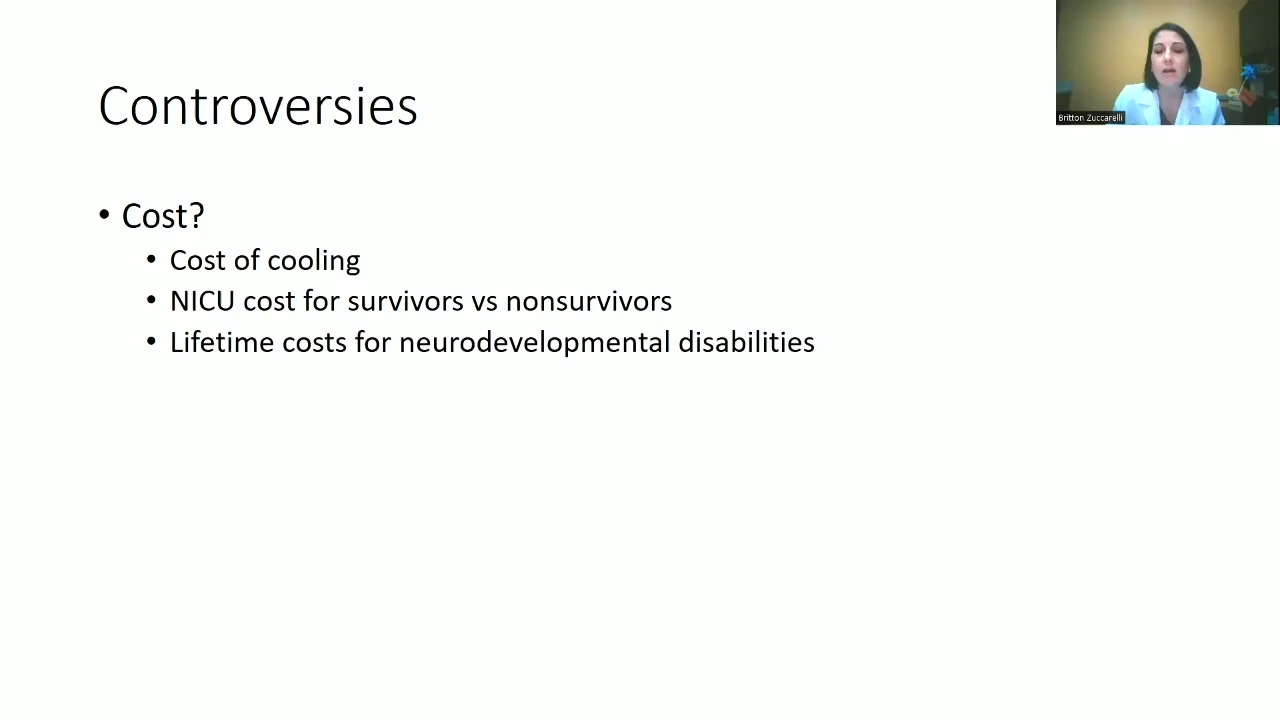 Controversies
Britton Zuccarelli
• Cost?
• Cost of cooling
• NICU cost for survivors vs nonsurvivors
• Lifetime costs for neurodevelopmental disabilities